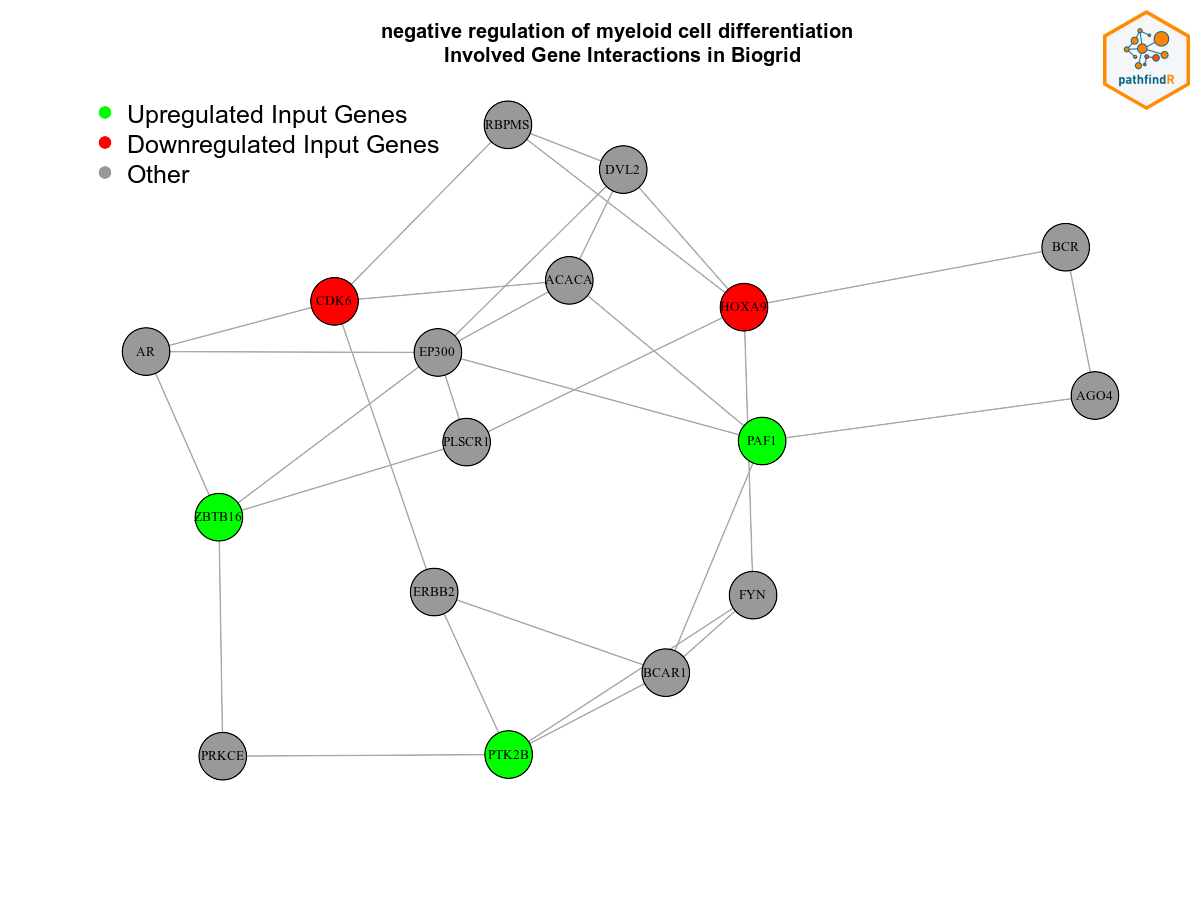 negative regulation of myeloid cell differentiation
Involved Gene Interactions in Biogrid
pathfindR
Upregulated Input Genes
Downregulated Input Genes
Other
RBPMS
DVL2
BCR
ACACA
CDK6
HOXA9
AR
EP300
AGO4
PLSCR1
PAF1
ZBTB16
ERBB2
FYN
BCAR1
PRKCE
PTK2B